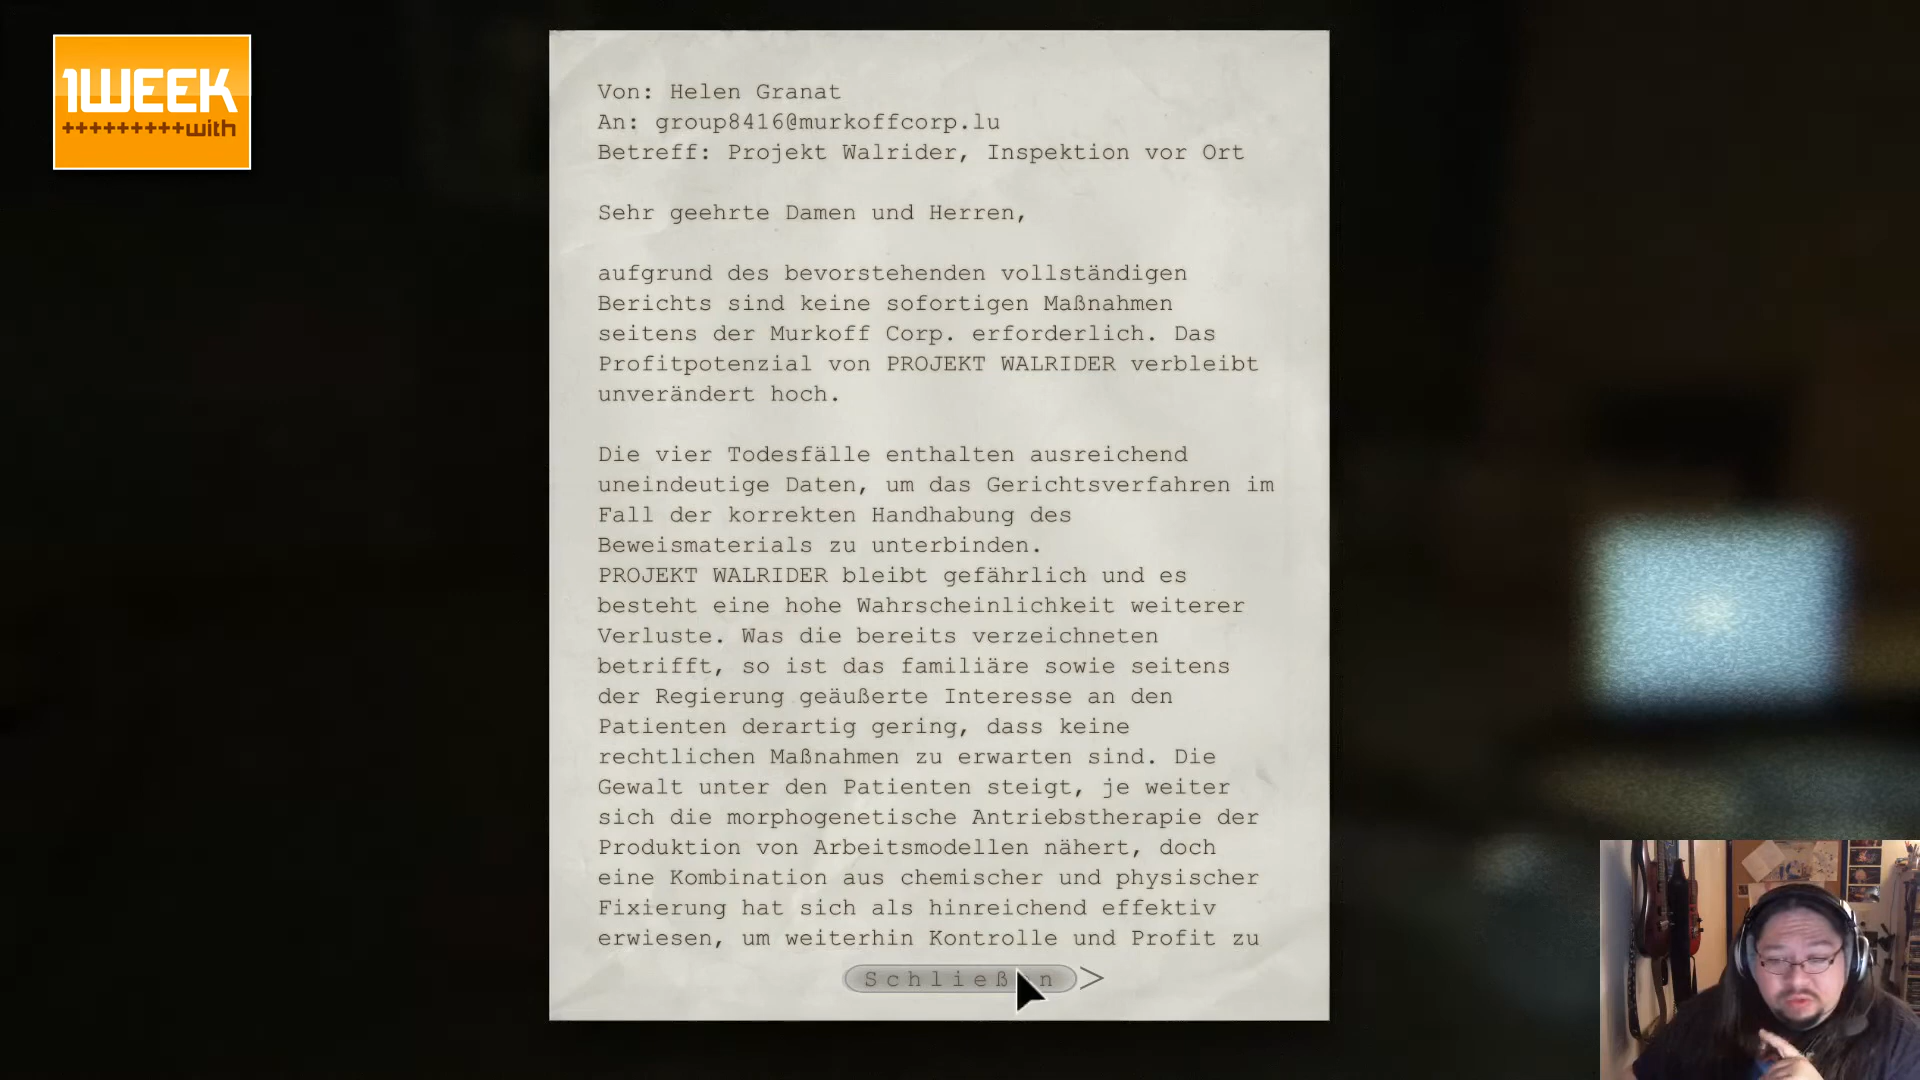 1WEEK
+++++++++with
Von: Helen Granat
An: group8416@murkoffcorp.lu
Betreff: Projekt Walrider, Inspektion vor Ort
Sehr geehrte Damen und Herren,
aufgrund des bevorstehenden vollständigen
Berichts sind keine sofortigen Maßnahmen
seitens der Murkoff Corp. erforderlich. Das
Profitpotenzial von PROJEKT WALRIDER verbleibt
unverändert hoch.
Die vier Todesfälle enthalten ausreichend
uneindeutige Daten, um das Gerichtsverfahren im
Fall der korrekten Handhabung des
Beweismaterials zu unterbinden.
PROJEKT WALRIDER bleibt gefährlich und es
besteht eine hohe Wahrscheinlichkeit weiterer
Verluste. Was die bereits verzeichneten
betrifft, so ist das familiäre sowie seitens
der Regierung geäußerte Interesse an den
Patienten derartig gering, dass keine
rechtlichen Maßnahmen zu erwarten sind. Die
Gewalt unter den Patienten steigt, je weiter
sich die morphogenetische Antriebstherapie der
Produktion von Arbeitsmodellen nähert, doch
eine Kombination aus chemischer und physischer
Fixierung hat sich als hinreichend effektiv
erwiesen, um weiterhin Kontrolle und Profit zu
Schließen >